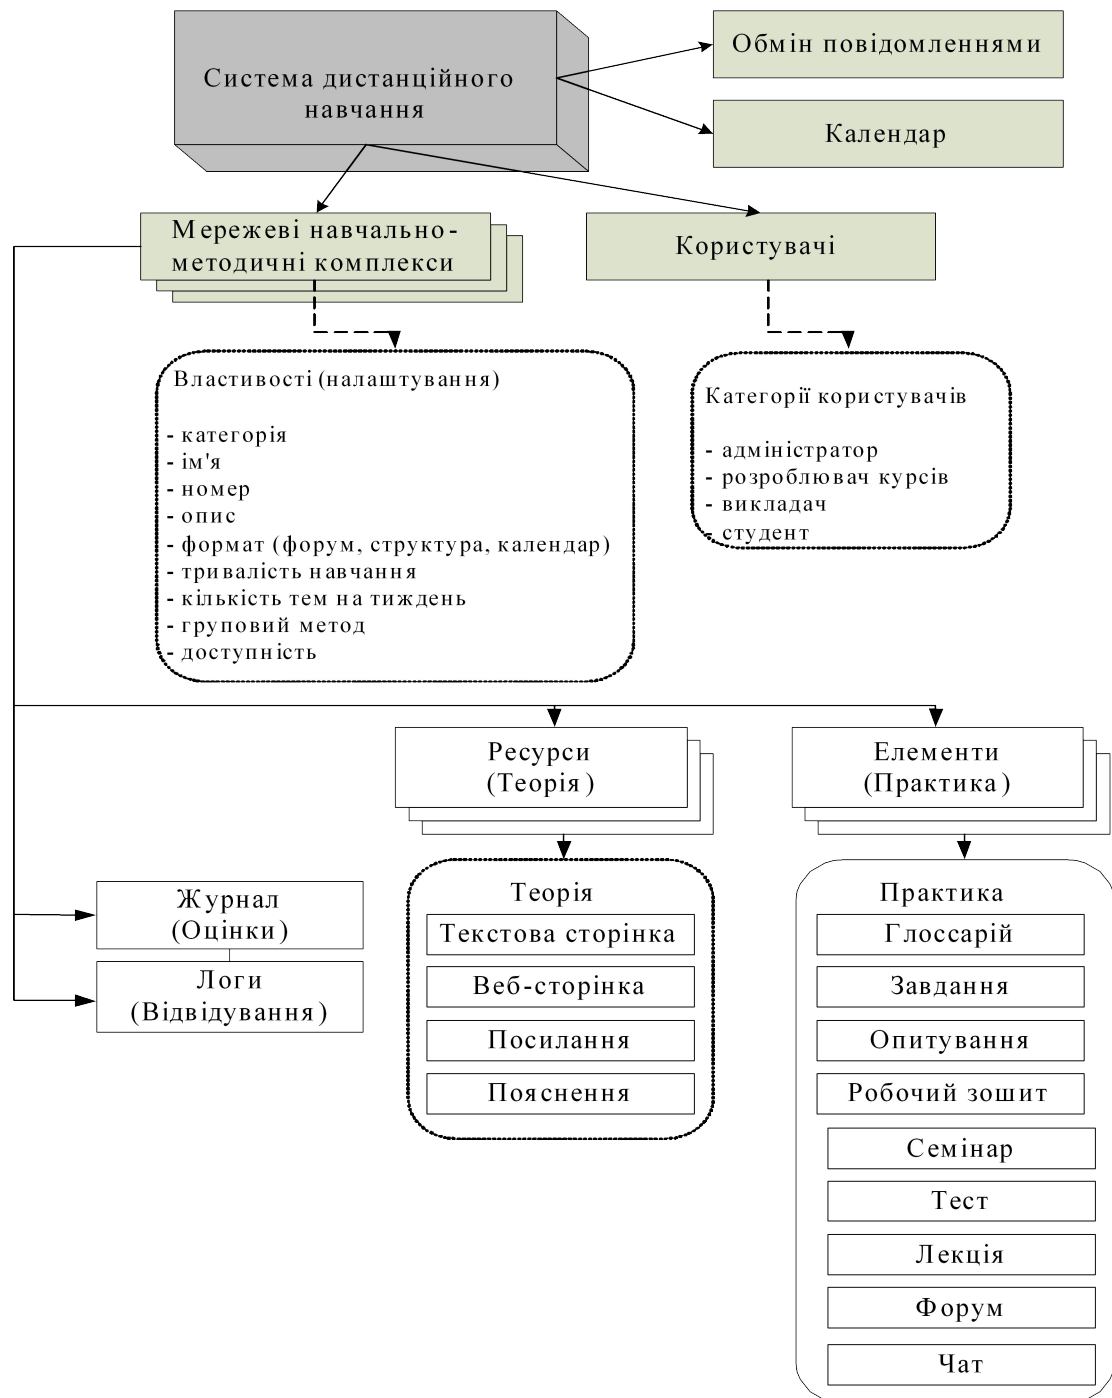 Система дистанційного
навчання
Обмін повідомленнями
Календар
Мережеві навчально-
методичні комплекси
Користувачі
Властивості (налаштування)
- категорія
- ім'я
- номер
- опис
- формат (форум, структура, календар)
- тривалість навчання
- кількість тем на тиждень
- груповий метод
- доступність
Категорії користувачів
- адміністратор
- розроблювач курсів
- викладач
- студент
Ресурси
(Теорія)
Елементи
(Практика)
Журнал
(Оцінки)
Логи
(Відвідування)
Теорія
Текстова сторінка
Веб-сторінка
Посилання
Пояснення
Практика
Глоссарій
Завдання
Опитування
Робочий зошит
Семінар
Тест
Лекція
Форум
Чат